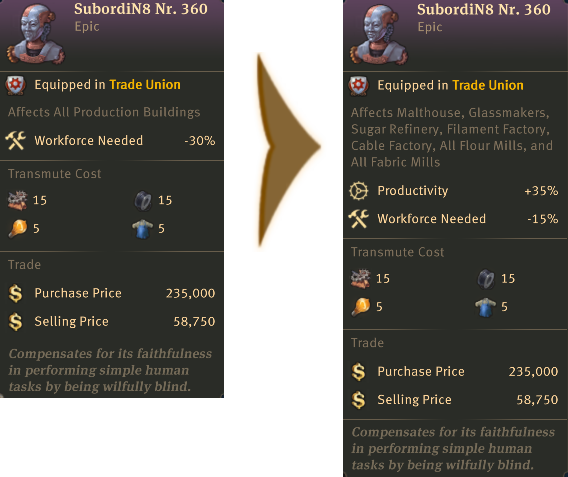 SubordiN8 Nr. 360
Epic
Equipped in Trade Union
Affects All Production Buildings
Workforce Needed -30%
Transmute Cost
15 15
5 5
Trade
Purchase Price 235,000
Selling Price 58,750
Compensates for its faithfulness
in performing simple human
tasks by being wilfully blind.
SubordiN8 Nr. 360
Epic
Equipped in Trade Union
Affects Malthouse, Glassmakers,
Sugar Refinery, Filament Factory,
Cable Factory, All Flour Mills, and
All Fabric Mills
Productivity +35%
Workforce Needed -15%
Transmute Cost
15 15
5 5
Trade
Purchase Price 235,000
Selling Price 58,750
Compensates for its faithfulness
in performing simple human
tasks by being wilfully blind.